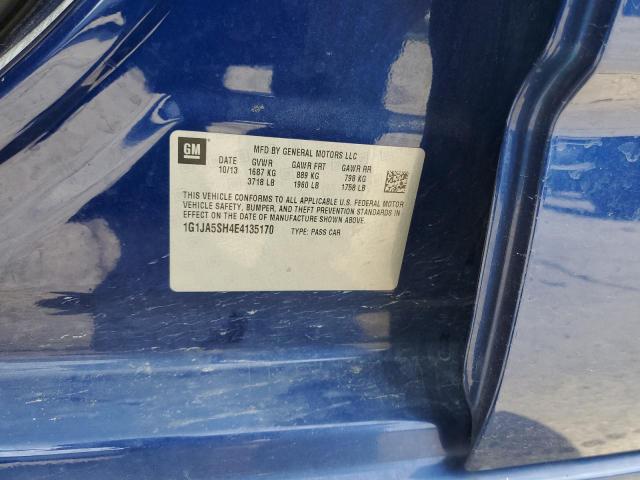 GM
MFD BY GENERAL MOTORS LLC
DATE GVWR GAWR FRT GAWR RR
10/13 1687 KG 889 KG 798 KG
3718 LB 1960 LB 1758 LB
THIS VEHICLE CONFORMS TO ALL APPLICABLE U.S. FEDERAL MOTOR
VEHICLE SAFETY, BUMPER, AND THEFT PREVENTION STANDARDS IN
EFFECT ON THE DATE OF MANUFACTURE SHOWN ABOVE.
1G1JA5SH4E4135170 TYPE: PASS CAR